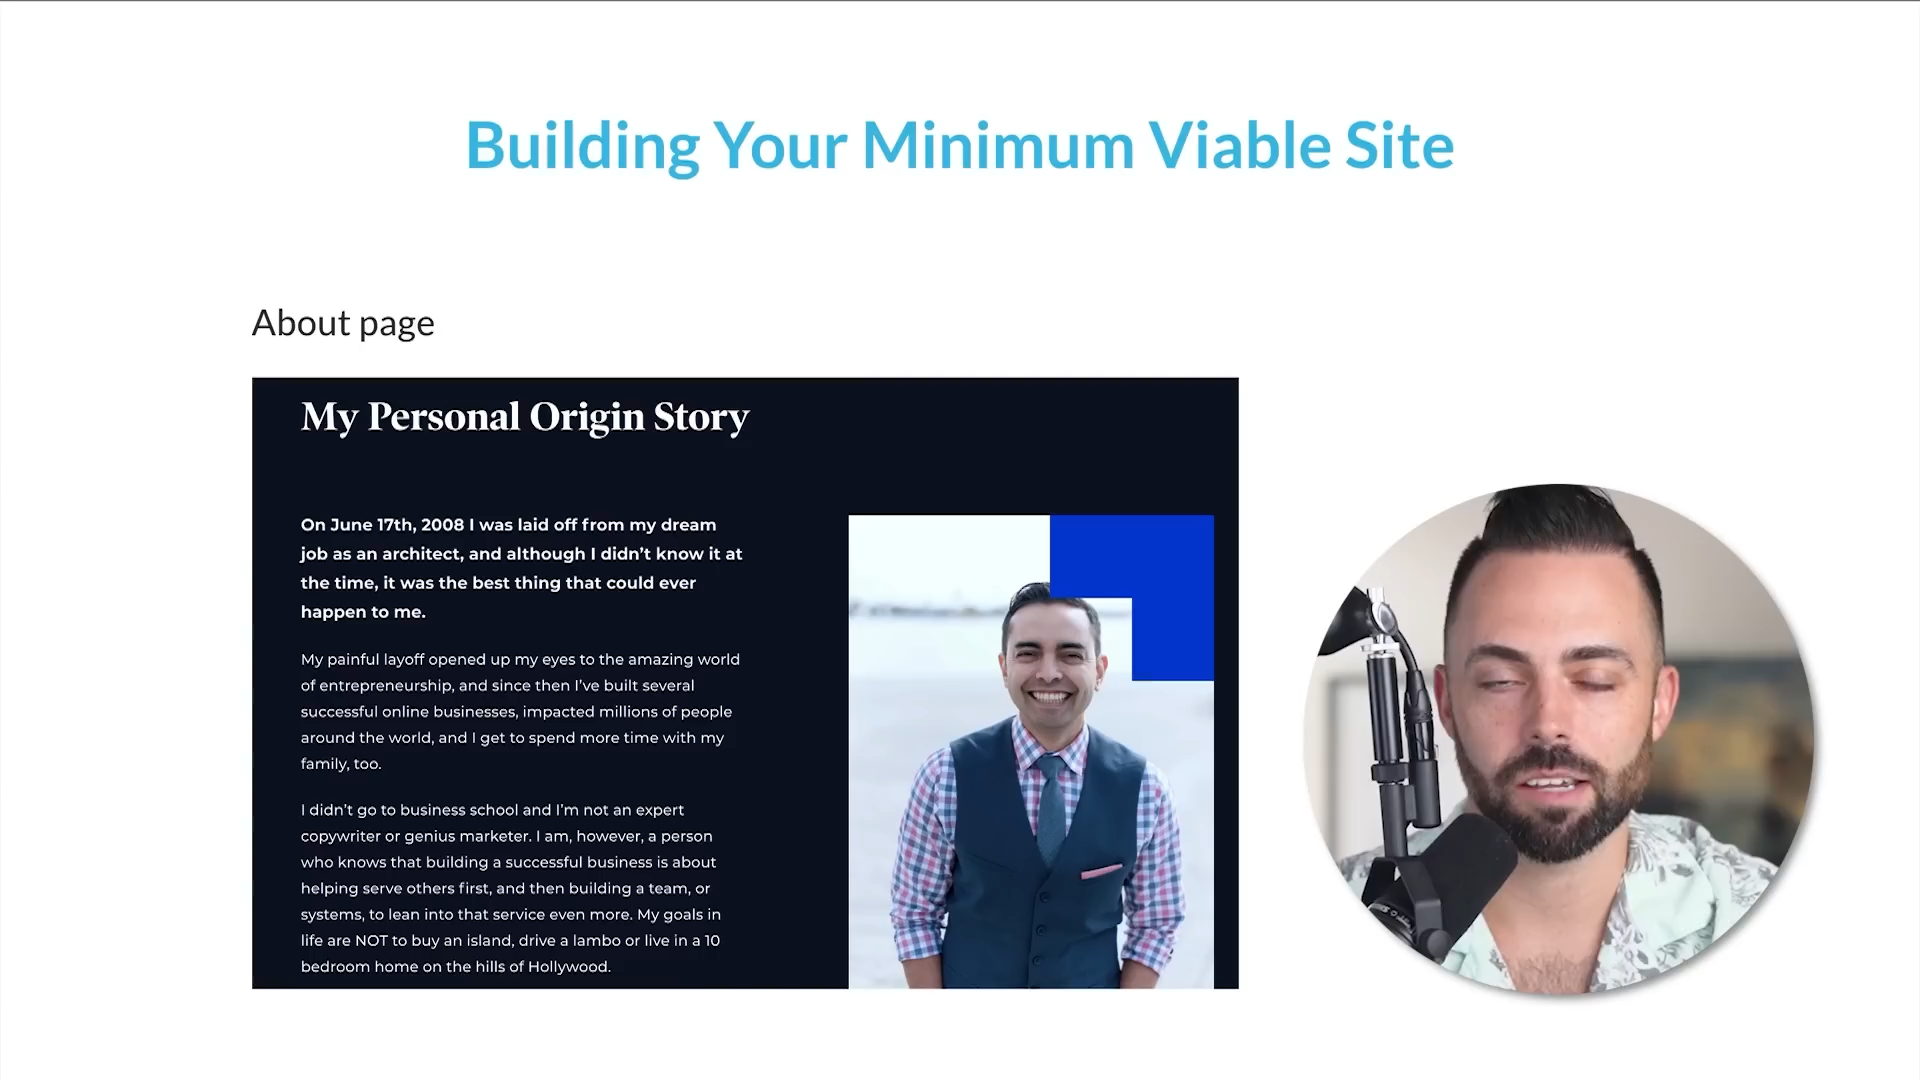 Building Your Minimum Viable Site
About page
My Personal Origin Story
On June 17th, 2008 I was laid off from my dream
job as an architect, and although I didn’t know it at
the time, it was the best thing that could ever
happen to me.
My painful layoff opened up my eyes to the amazing world
of entrepreneurship, and since then I’ve built several
successful online businesses, impacted millions of people
around the world, and I get to spend more time with my
family, too.
I didn’t go to business school and I’m not an expert
copywriter or genius marketer. I am, however, a person
who knows that building a successful business is about
helping serve others first, and then building a team, or
systems, to lean into that service even more. My goals in
life are NOT to buy an island, drive a lambo or live in a 10
bedroom home on the hills of Hollywood.